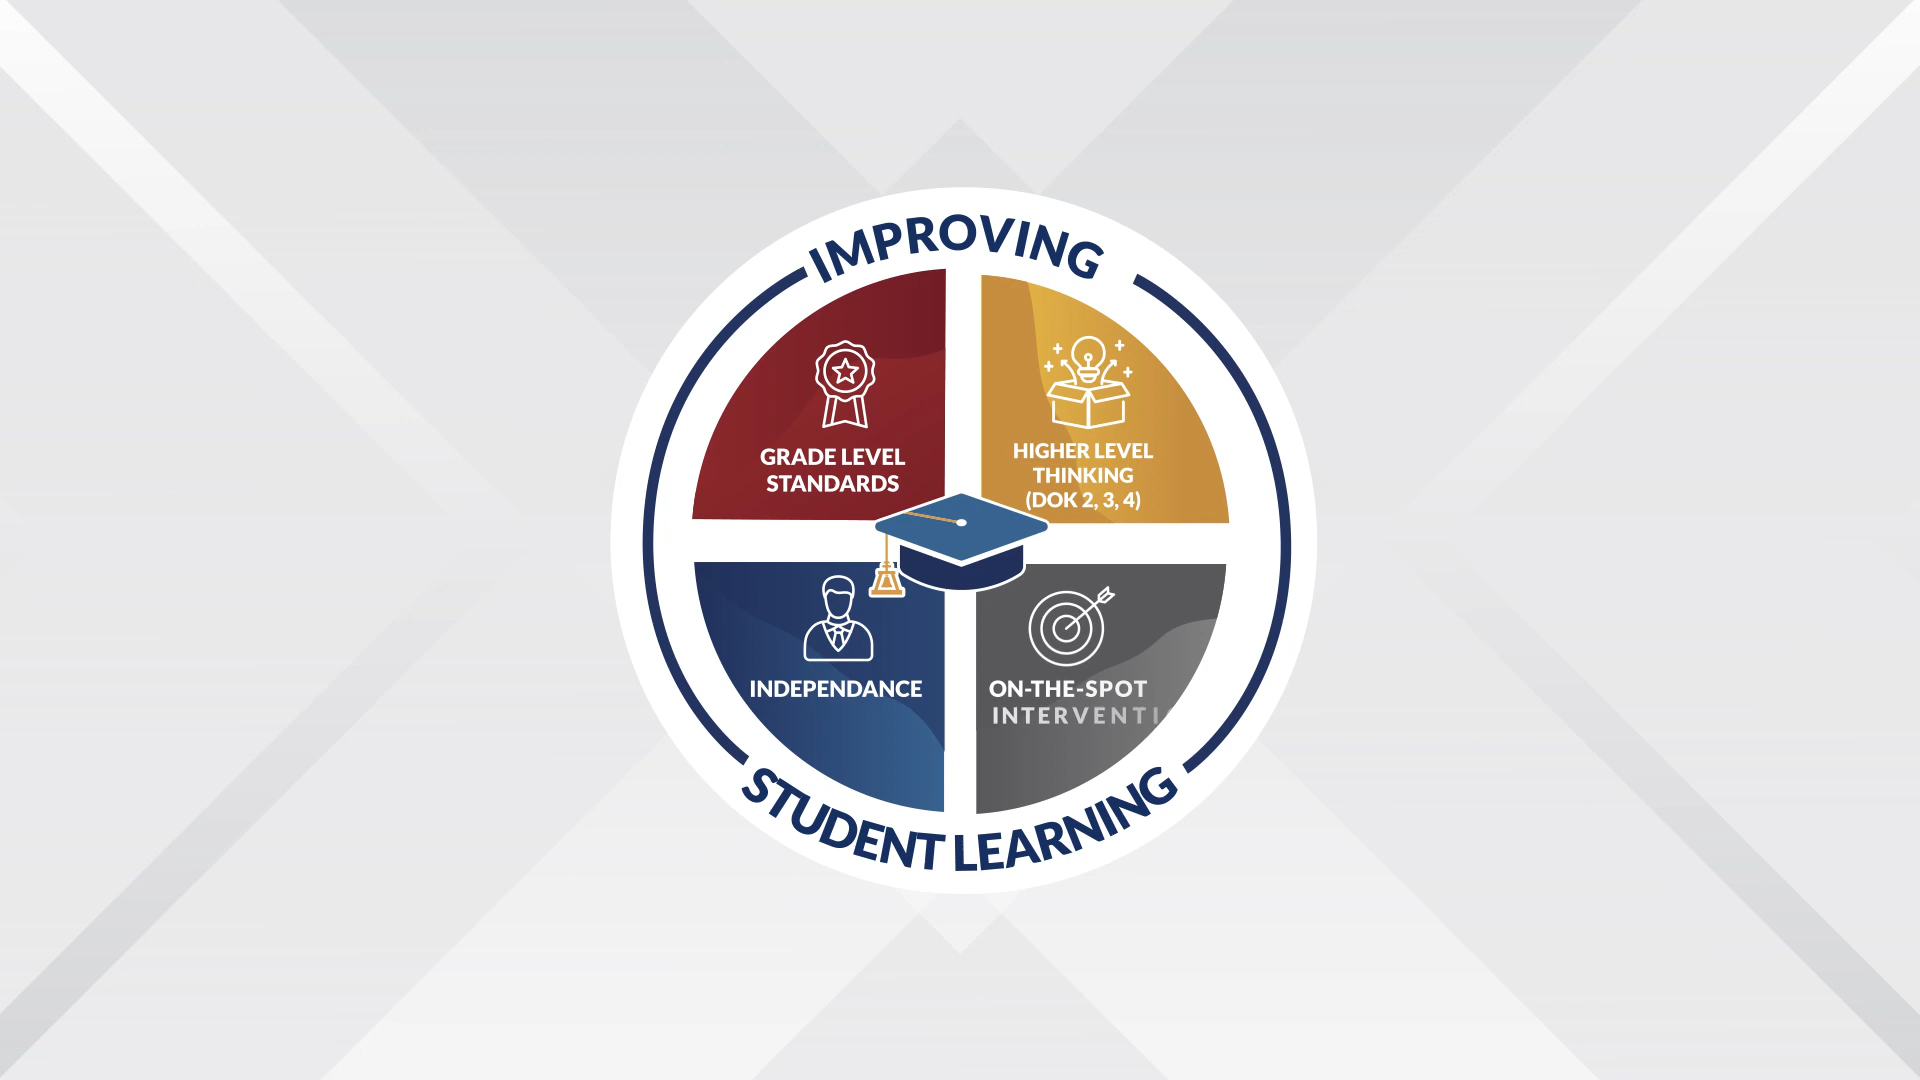 IMPROVING
GRADE LEVEL
STANDARDS
HIGHER LEVEL
THINKING
(DOK 2, 3, 4)
INDEPENDANCE
ON-THE-SPOT
STUDENT LEARNING